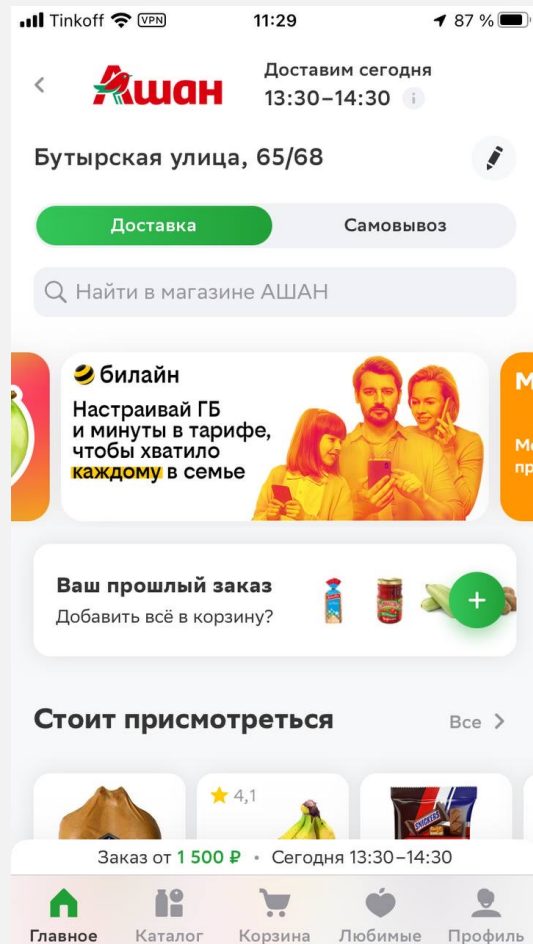 Tinkoff VPN 11:29 87 %
Ашан
Доставим сегодня
13:30–14:30 i
Бутырская улица, 65/68
Доставка Самовывоз
Найти в магазине АШАН
билайн
Настраивай ГБ
и минуты в тарифе,
чтобы хватило
каждому в семье
Ваш прошлый заказ
Добавить всё в корзину?
Стоит присмотреться Все
4,1
SNICKERS
Заказ от 1 500 ₽ • Сегодня 13:30–14:30
Главное Каталог Корзина Любимые Профиль